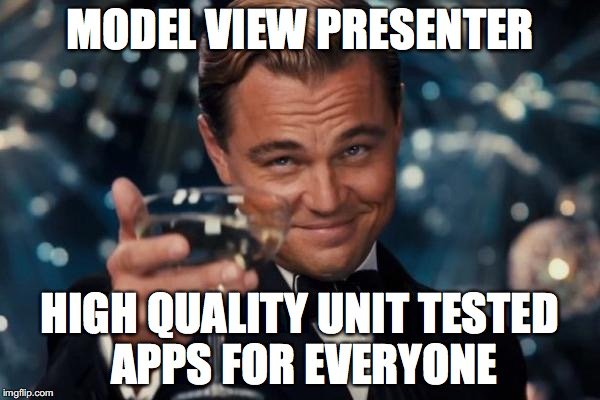 MODEL VIEW PRESENTER
HIGH QUALITY UNIT TESTED
APPS FOR EVERYONE
imgflip.com